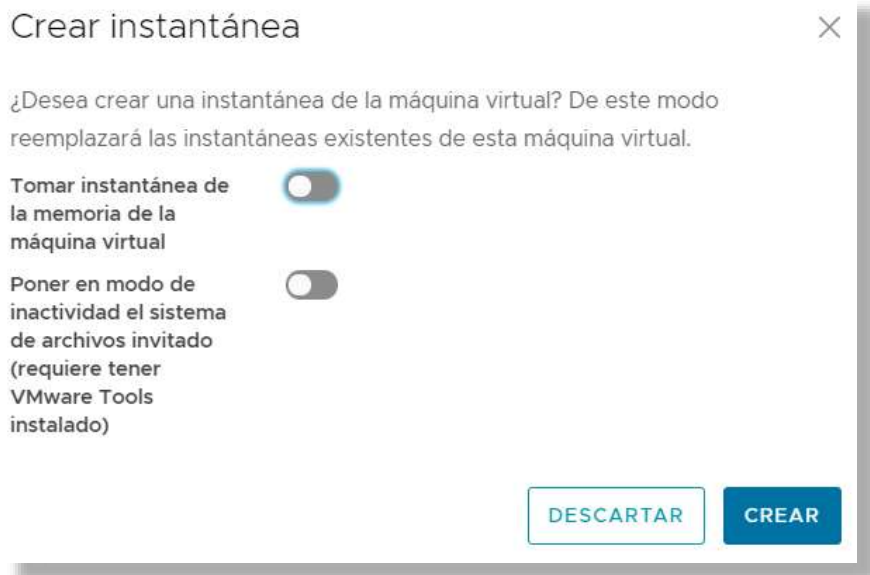 Crear instantánea
¿Desea crear una instantánea de la máquina virtual? De este modo
reemplazará las instantáneas existentes de esta máquina virtual.
Tomar instantánea de
la memoria de la
máquina virtual
Poner en modo de
inactividad el sistema
de archivos invitado
(requiere tener
VMware Tools
instalado)
DESCARTAR
CREAR